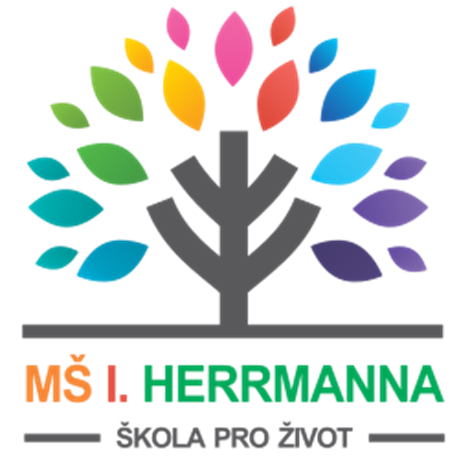 MŠ I. HERRMANNA
ŠKOLA PRO ŽIVOT